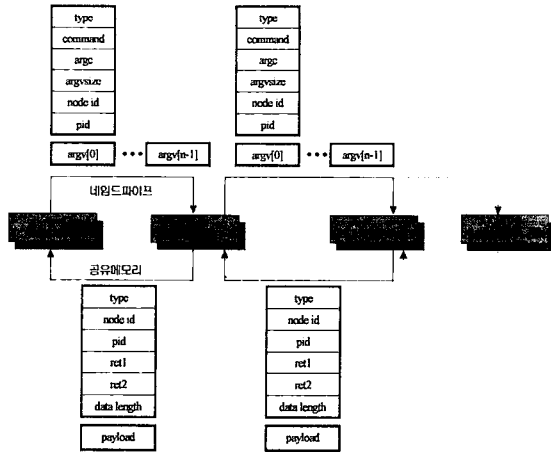 type
command
argc
argvsize
node id
pid
argv[0] ••• argv[n-1]
type
command
argc
argvsize
node id
pid
argv[0] ••• argv[n-1]
네임드파이프
공유메모리
type
node id
pid
ret1
ret2
data length
payload
type
node id
pid
ret1
ret2
data length
payload